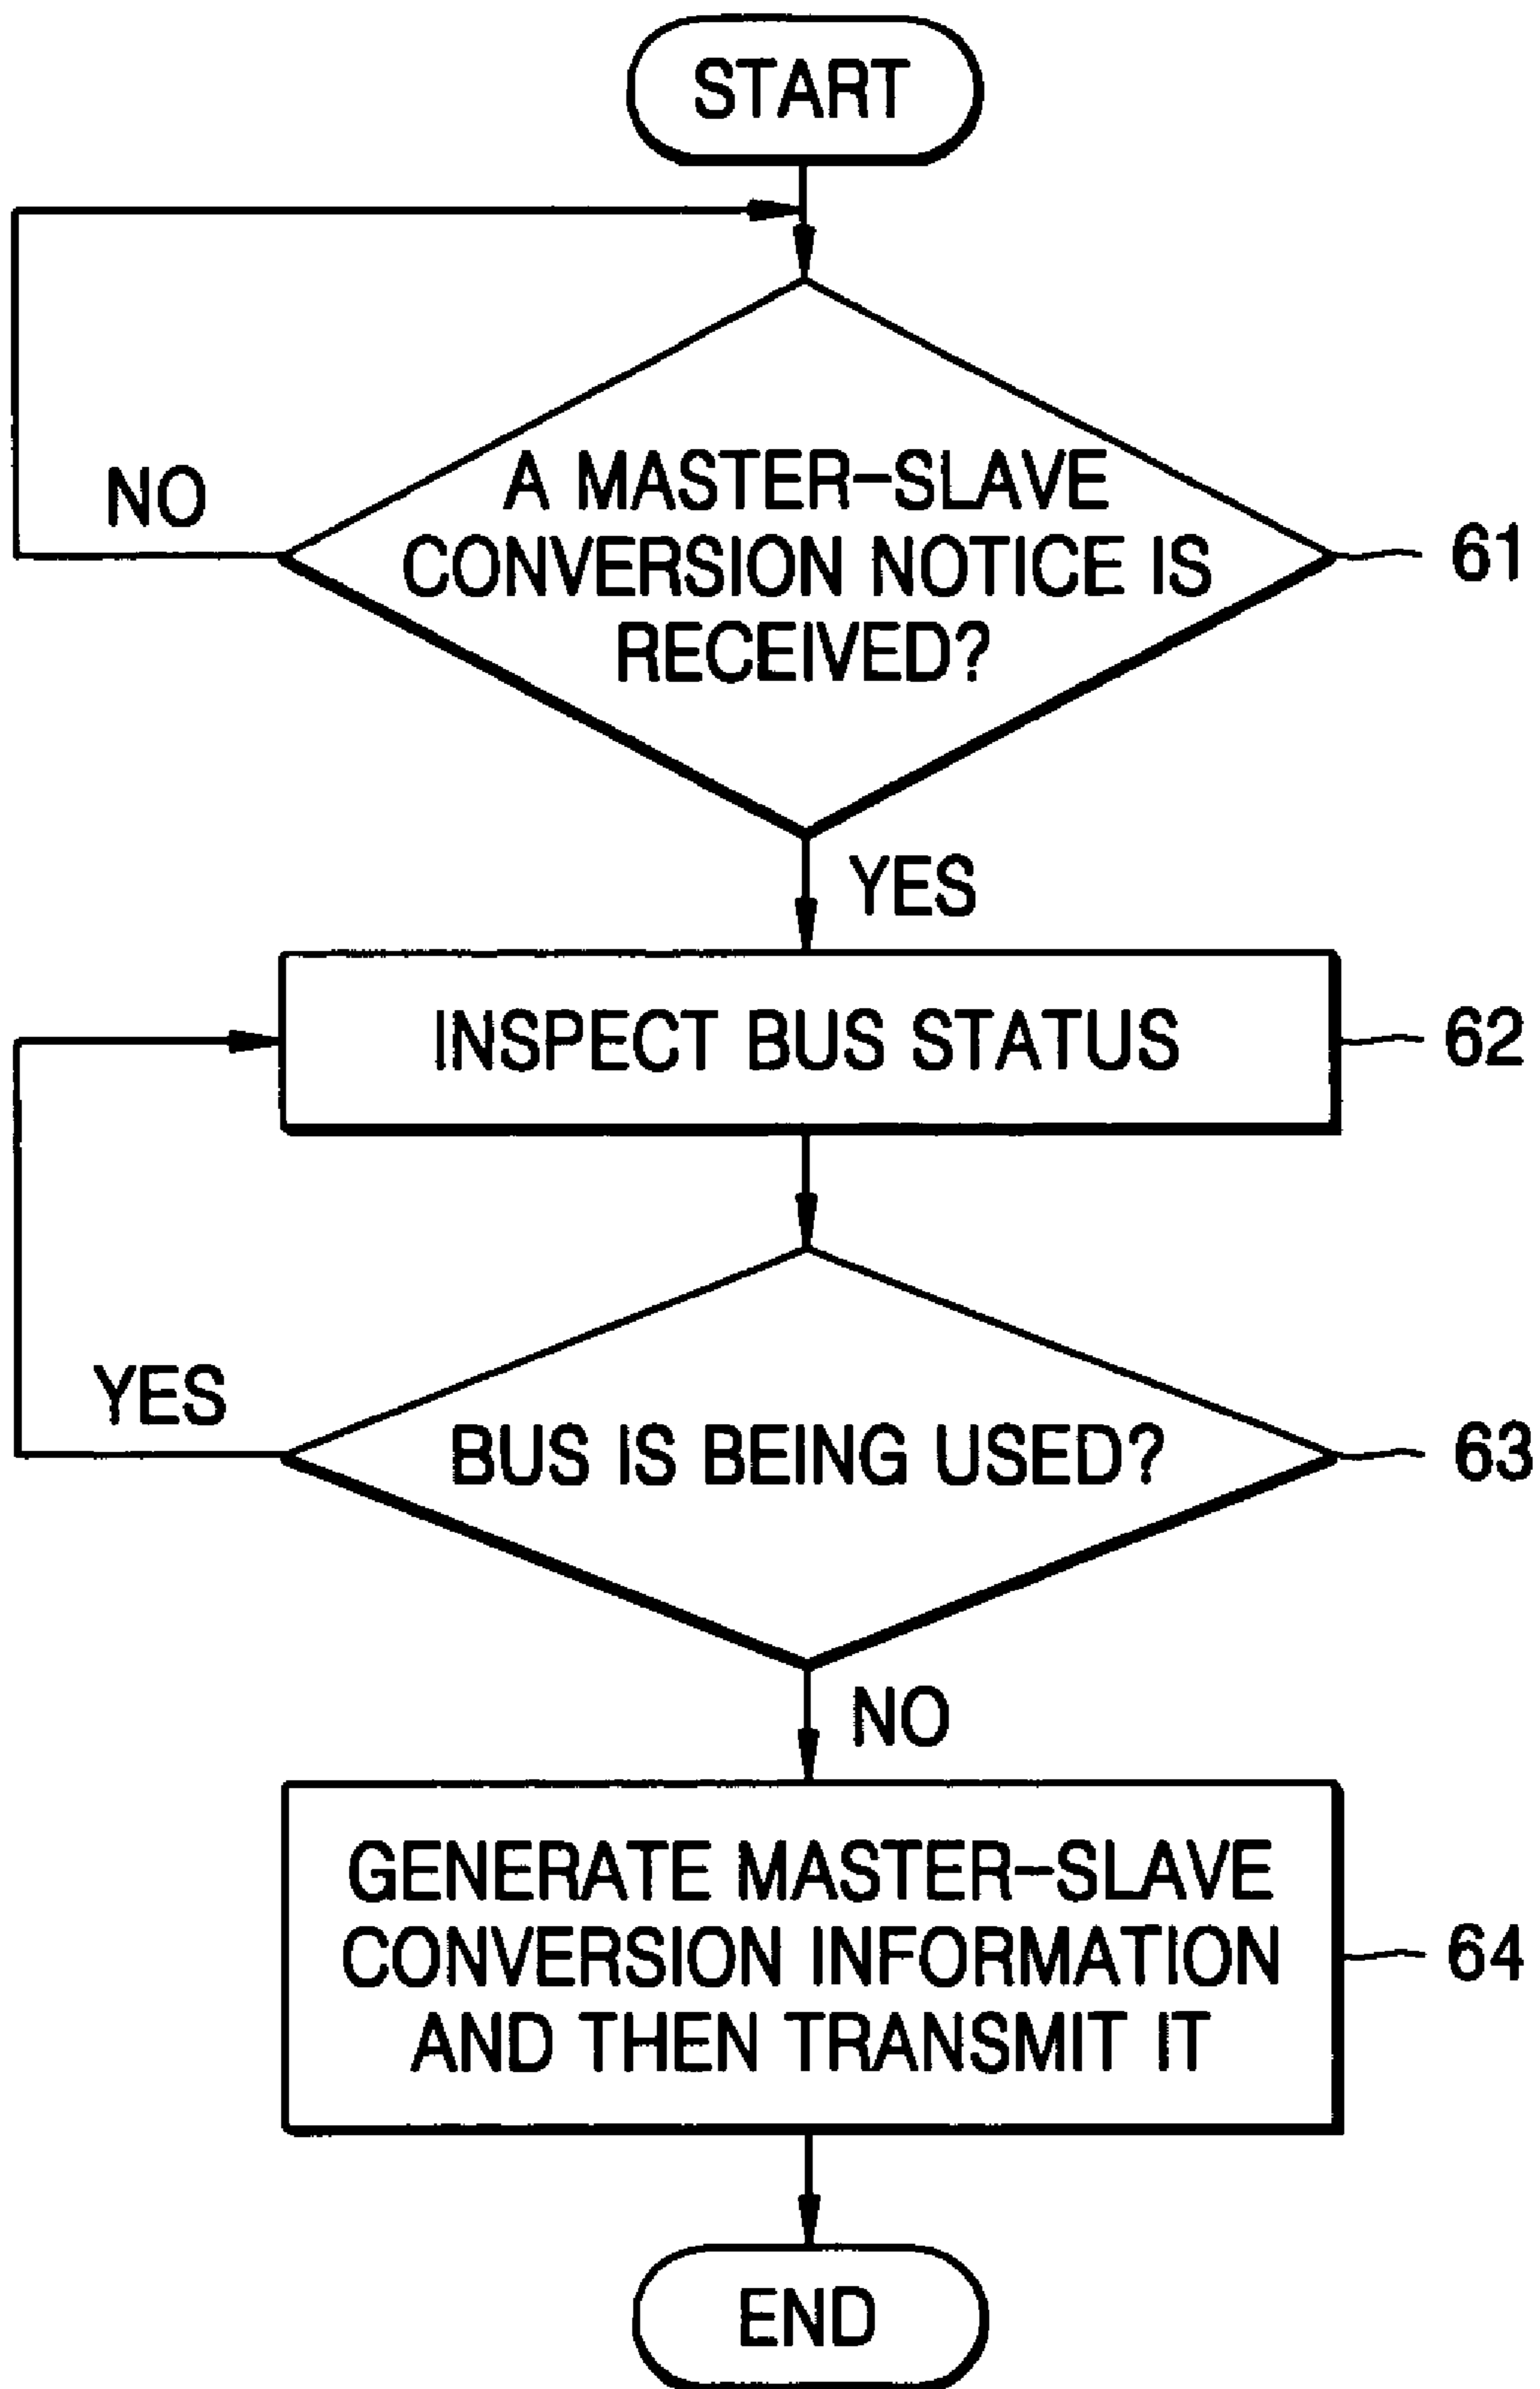 START
NO
A MASTER-SLAVE
CONVERSION NOTICE IS
RECEIVED?
61
YES
INSPECT BUS STATUS
62
YES
BUS IS BEING USED?
63
NO
GENERATE MASTER-SLAVE
CONVERSION INFORMATION
AND THEN TRANSMIT IT
64
END